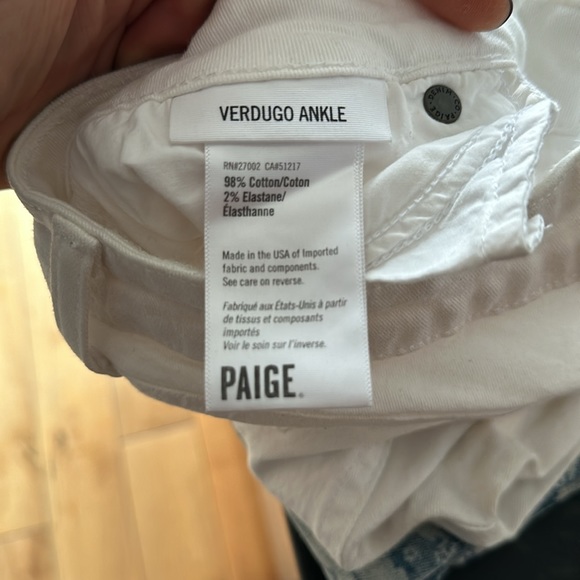 VERDUGO ANKLE
RN#27002 CA#51217
98% Cotton/Coton
2% Elastane/
Élasthanne
Made in the USA of Imported
fabric and components.
See care on reverse.
Fabriqué aux États-Unis à partir
de tissus et composants
importés
Voir le soin sur l'inverse.
PAIGE.